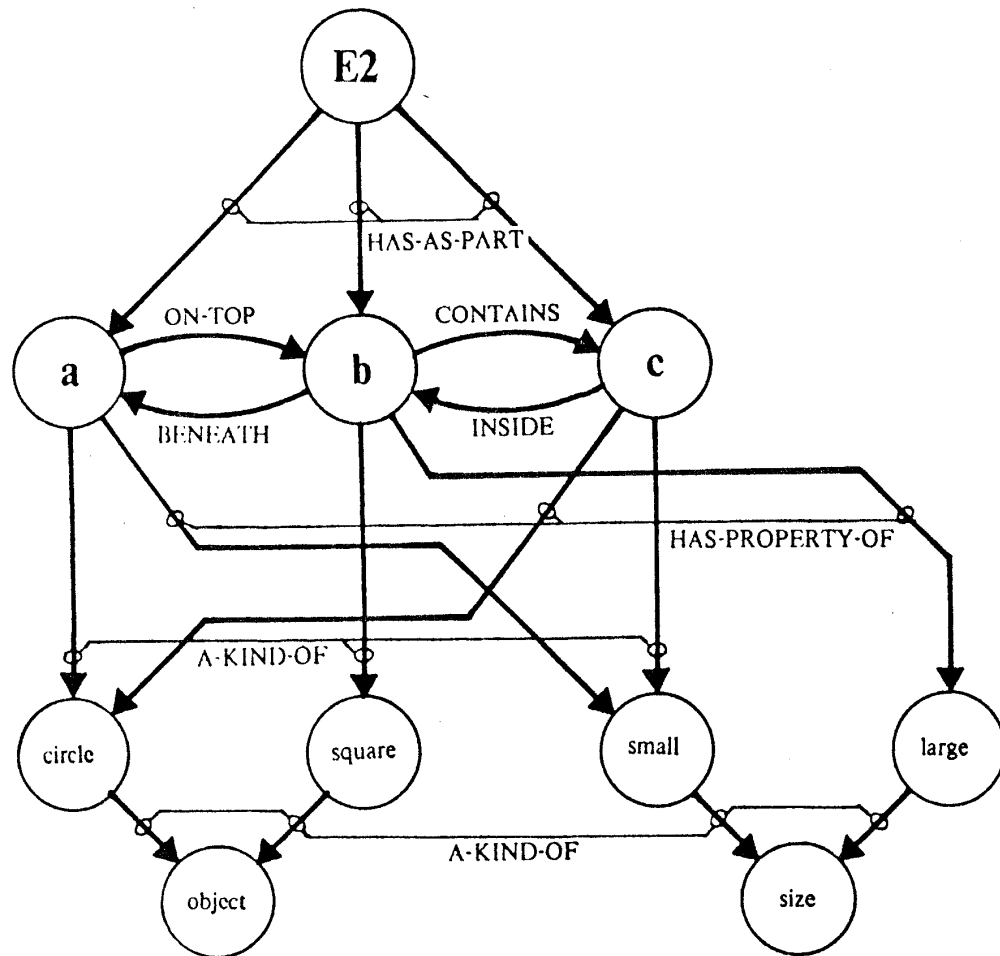 E2
HAS-AS-PART
ON-TOP
CONTAINS
a
b
c
BENEATH
INSIDE
HAS-PROPERTY-OF
A-KIND-OF
circle
square
small
large
A-KIND-OF
object
size